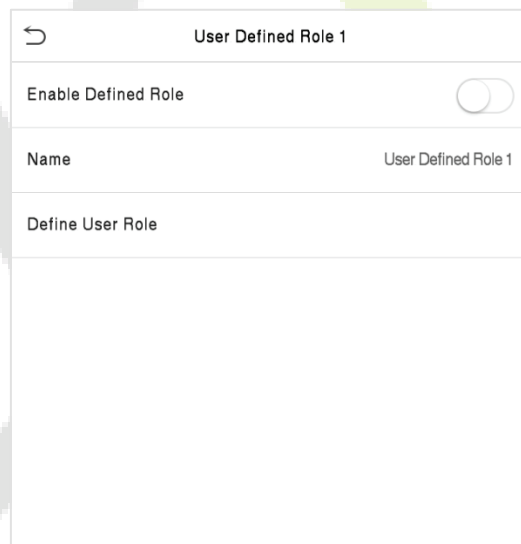 User Defined Role 1
Enable Defined Role
Name
User Defined Role 1
Define User Role